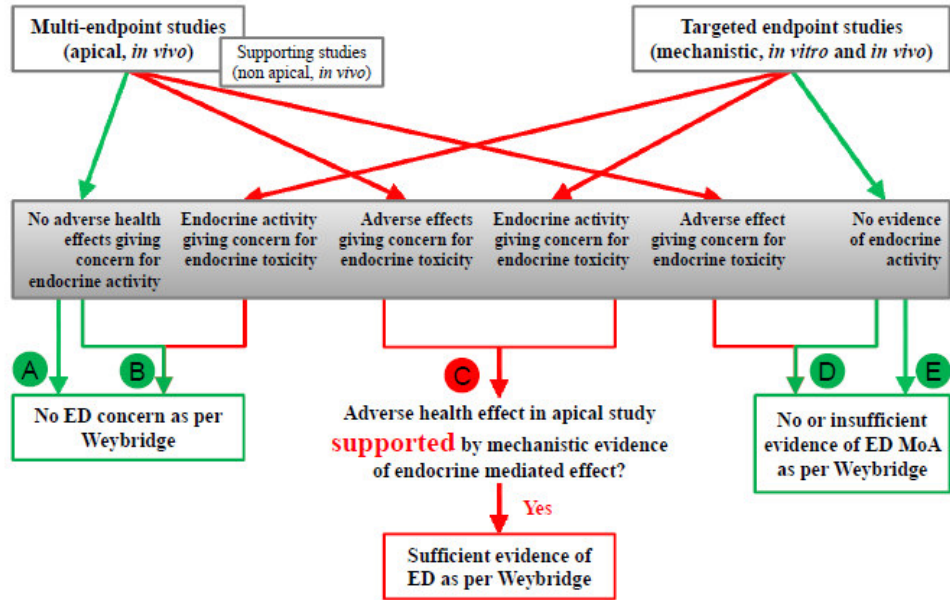 Multi-endpoint studies
(apical, in vivo)
Supporting studies
(non apical, in vivo)
Targeted endpoint studies
(mechanistic, in vitro and in vivo)
No adverse health
effects giving
concern for
endocrine activity
Endocrine activity
giving concern for
endocrine toxicity
Adverse effects
giving concern for
endocrine toxicity
Endocrine activity
giving concern for
endocrine toxicity
Adverse effect
giving concern for
endocrine toxicity
No evidence
of endocrine
activity
A
B
C
D
E
No ED concern as per
Weybridge
Adverse health effect in apical study
supported by mechanistic evidence
of endocrine mediated effect?
No or insufficient
evidence of ED MoA
as per Weybridge
Yes
Sufficient evidence of
ED as per Weybridge